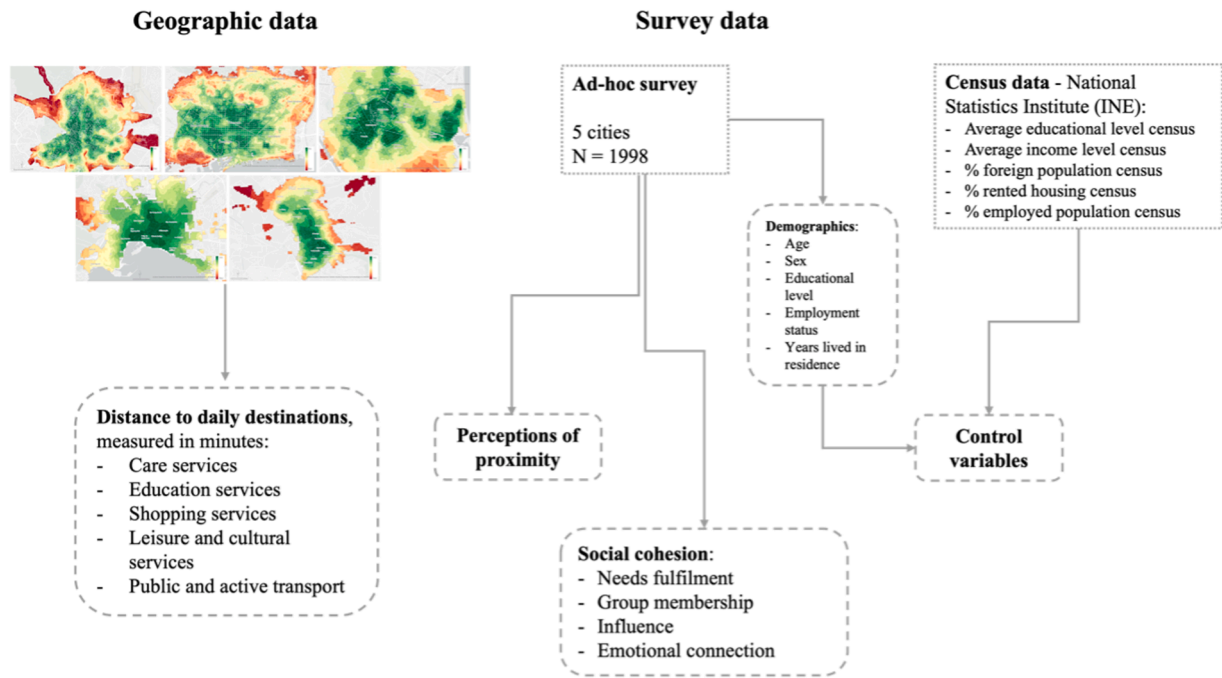 Geographic data
Survey data
Ad-hoc survey
5 cities
N = 1998
Census data - National
Statistics Institute (INE):
- Average educational level census
- Average income level census
- % foreign population census
- % rented housing census
- % employed population census
Demographics:
- Age
- Sex
- Educational
level
- Employment
status
- Years lived in
residence
Distance to daily destinations,
measured in minutes:
- Care services
- Education services
- Shopping services
- Leisure and cultural
services
- Public and active transport
Perceptions of
proximity
Control
variables
Social cohesion:
- Needs fulfilment
- Group membership
- Influence
- Emotional connection